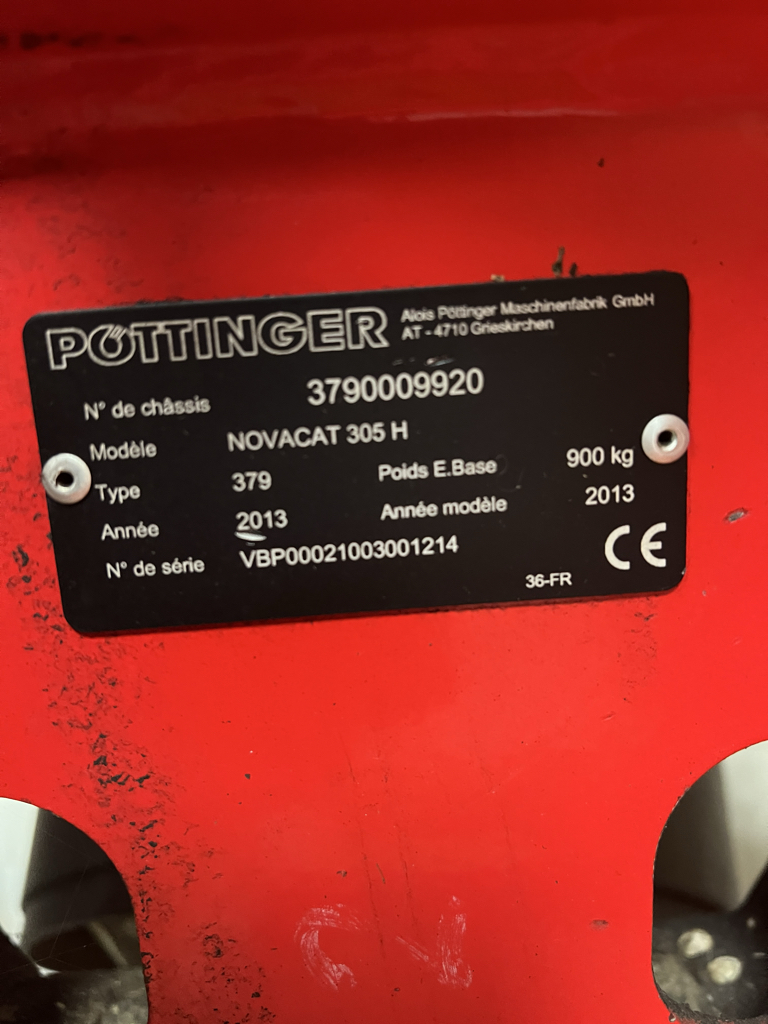 PÖTTINGER
Alois Pöttinger Maschinenfabrik GmbH
AT - 4710 Grieskirchen
N° de châssis 3790009920
Modèle NOVACAT 305 H
Type 379 Poids E.Base 900 kg
Année 2013 Année modèle 2013
N° de série VBP00021003001214
36-FR CE